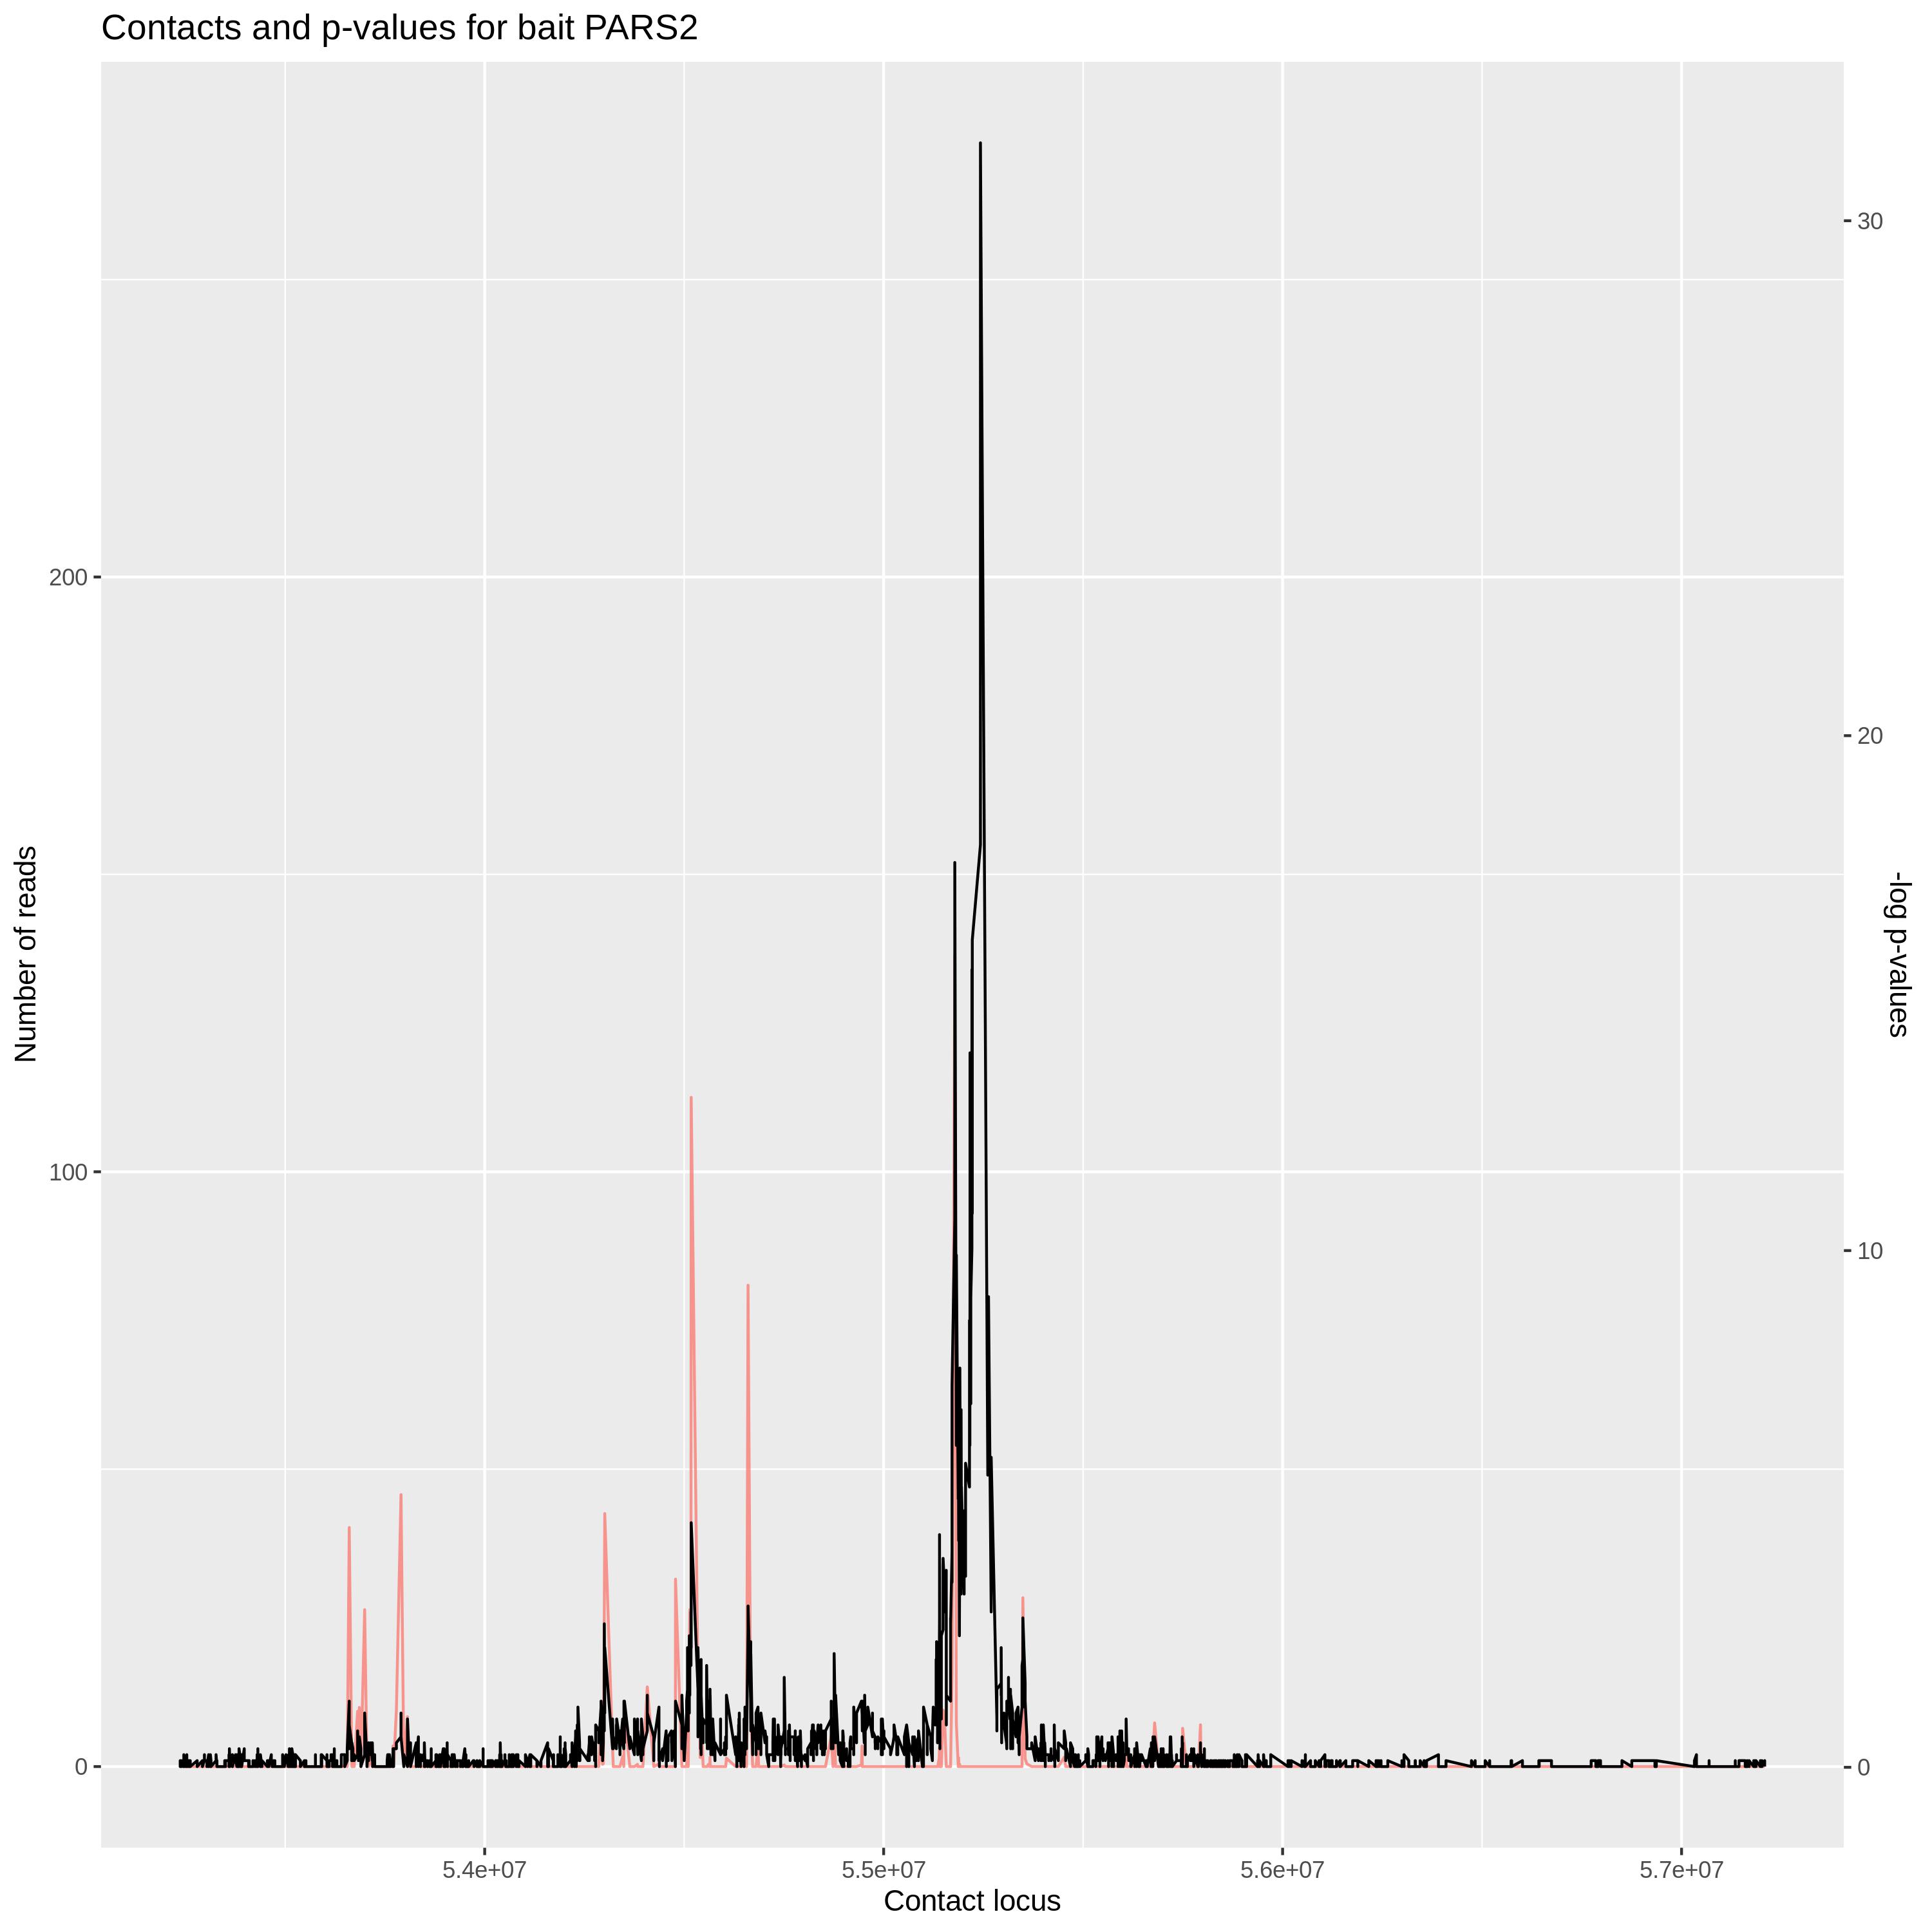 Contacts and p-values for bait PARS2
30
200
20
Number of reads
-log p-values
100
10
0
0
5.4e+07
5.5e+07
5.6e+07
5.7e+07
Contact locus